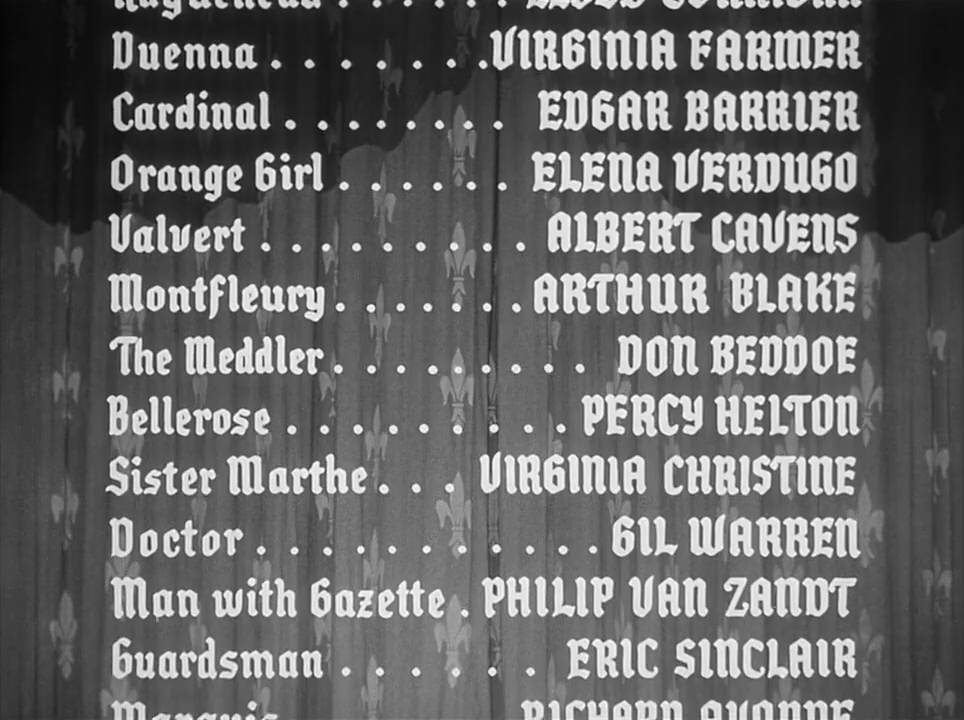 Duenna . . . . . . . .VIRGINIA FARMER
Cardinal . . . . . . . . EDGAR BARRIER
Orange Girl . . . . . . ELENA VERDUGO
Valvert . . . . . . . . . ALBERT CAVENS
Montfleury. . . . . . .ARTHUR BLAKE
The Meddler. . . . . . . . . DON BEDDOE
Bellerose . . . . . . . . . . PERCY HELTON
Sister Marthe. . . VIRGINIA CHRISTINE
Doctor . . . . . . . . . . . GIL WARREN
Man with Gazette . PHILIP VAN ZANDT
Guardsman . . . . . . ERIC SINCLAIR